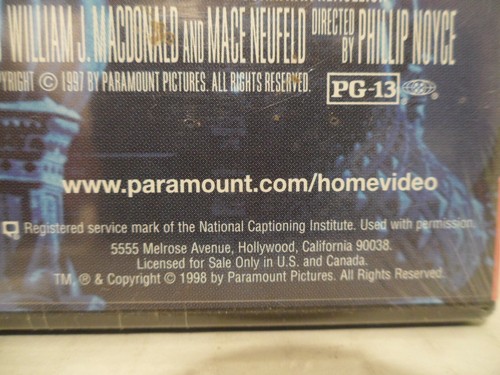 WILLIAM J. MACDONALD AND MACE NEUFELD DIRECTED BY PHILLIP NOYCE
© 1997 BY PARAMOUNT PICTURES. ALL RIGHTS RESERVED.
PG-13
www.paramount.com/homevideo
Registered service mark of the National Captioning Institute. Used with permission.
5555 Melrose Avenue, Hollywood, California 90038.
Licensed for Sale Only in U.S. and Canada.
TM, ® & Copyright © 1998 by Paramount Pictures. All Rights Reserved.